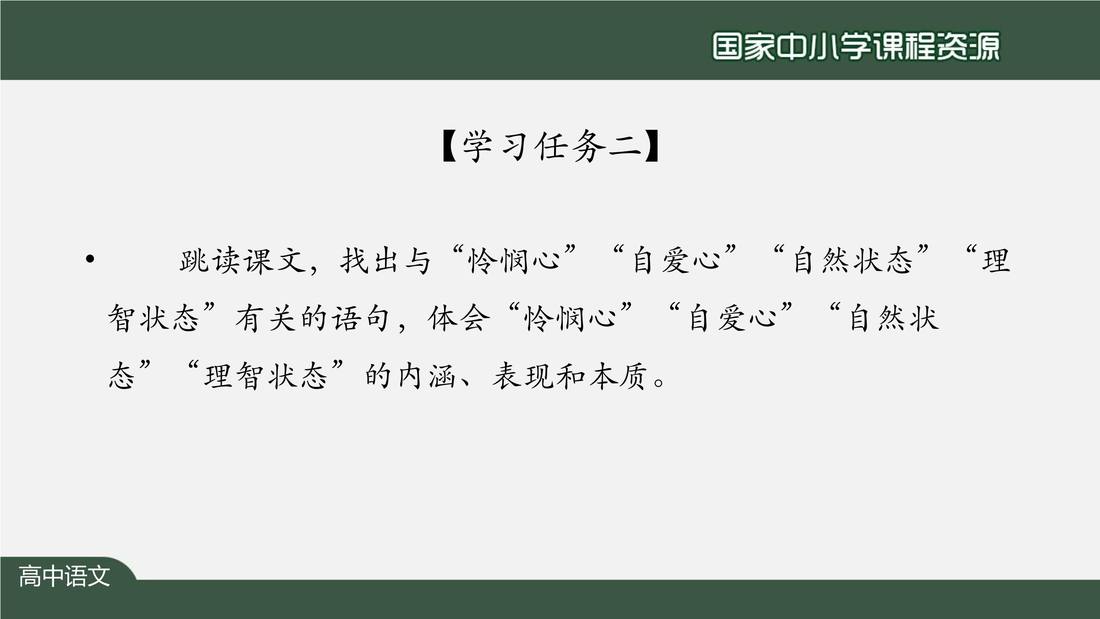 国家中小学课程资源
【学习任务二】
• 跳读课文，找出与“怜悯心”“自爱心”“自然状态”“理
智状态”有关的语句，体会“怜悯心”“自爱心”“自然状
态”“理智状态”的内涵、表现和本质。
高中语文